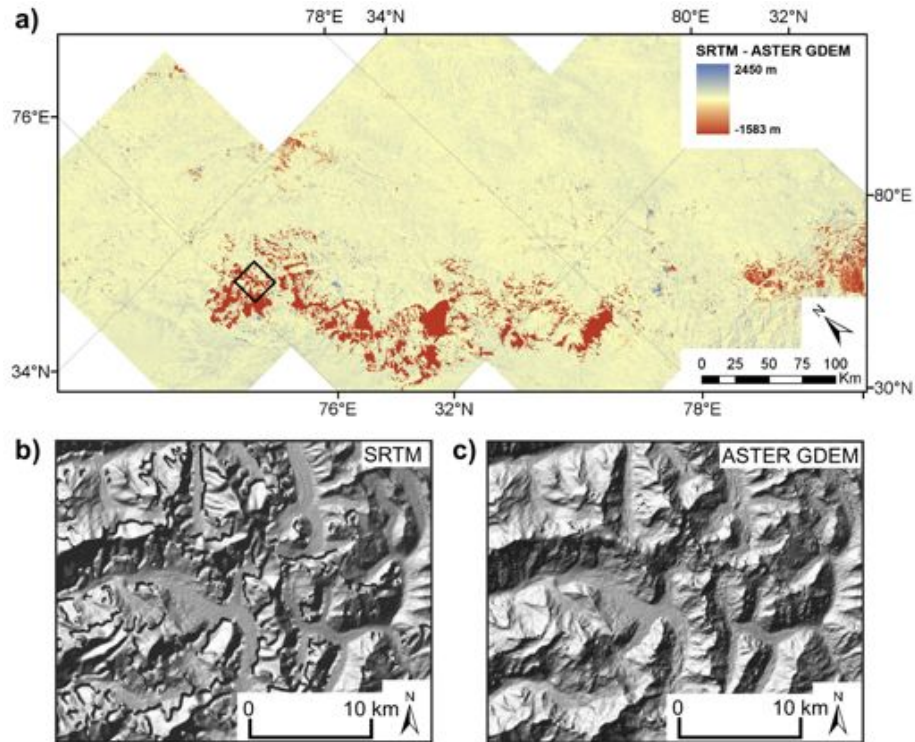 a)
78°E 34°N 80°E 32°N
SRTM - ASTER GDEM
2450 m
-1583 m
76°E
80°E
N
0 25 50 75 100
Km
34°N
30°N
76°E 32°N 78°E
b)
SRTM
c)
ASTER GDEM
0 10 km
N
0 10 km
N